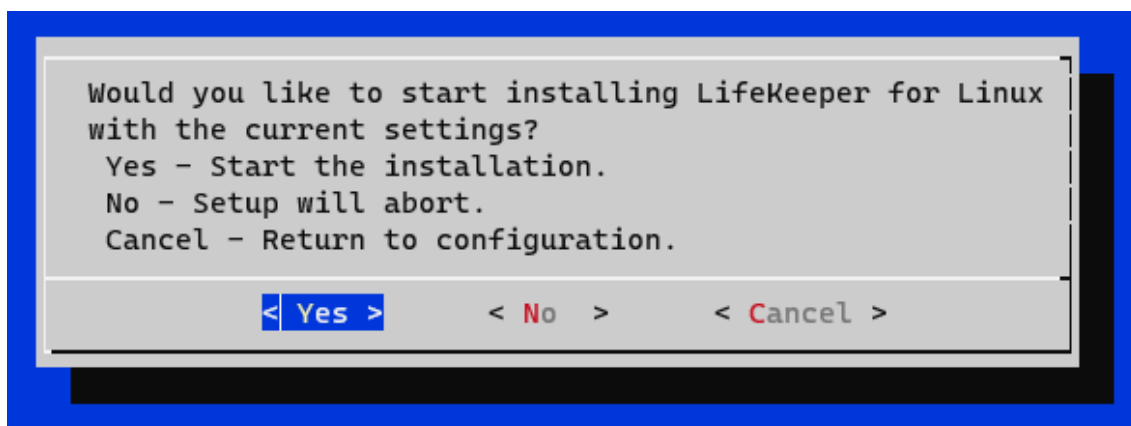 Would you like to start installing LifeKeeper for Linux
with the current settings?
Yes – Start the installation.
No – Setup will abort.
Cancel – Return to configuration.
< Yes > < No > < Cancel >